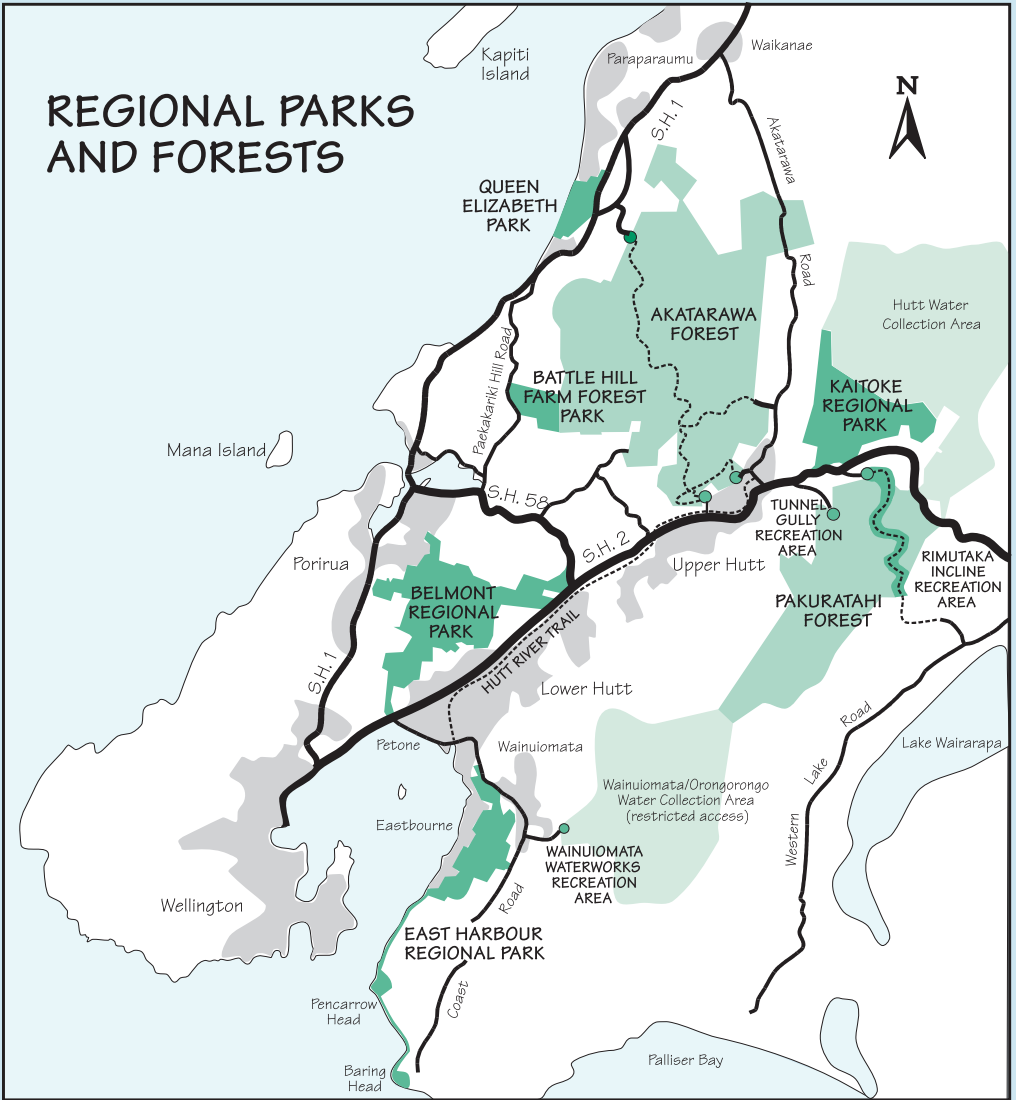 REGIONAL PARKS
AND FORESTS
Kapiti
Island
Paraparaumu
Waikanae
N
S.H. 1
Akatarawa
Road
QUEEN
ELIZABETH
PARK
AKATARAWA
FOREST
Hutt Water
Collection Area
Paekakariki Hill Road
BATTLE HILL
FARM FOREST
PARK
KAITOKE
REGIONAL
PARK
Mana Island
S.H. 58
S.H. 2
TUNNEL
GULLY
RECREATION
AREA
Porirua
Upper Hutt
RIMUTAKA
INCLINE
RECREATION
AREA
BELMONT
REGIONAL
PARK
PAKURATAHI
FOREST
HUTT RIVER TRAIL
S.H. 1
Lower Hutt
Petone
Wainuiomata
Western
Lake
Road
Lake Wairarapa
Wainuiomata/Orongorongo
Water Collection Area
(restricted access)
Eastbourne
WAINUIOMATA
WATERWORKS
RECREATION
AREA
Wellington
Coast
Road
EAST HARBOUR
REGIONAL PARK
Pencarrow
Head
Baring
Head
Palliser Bay